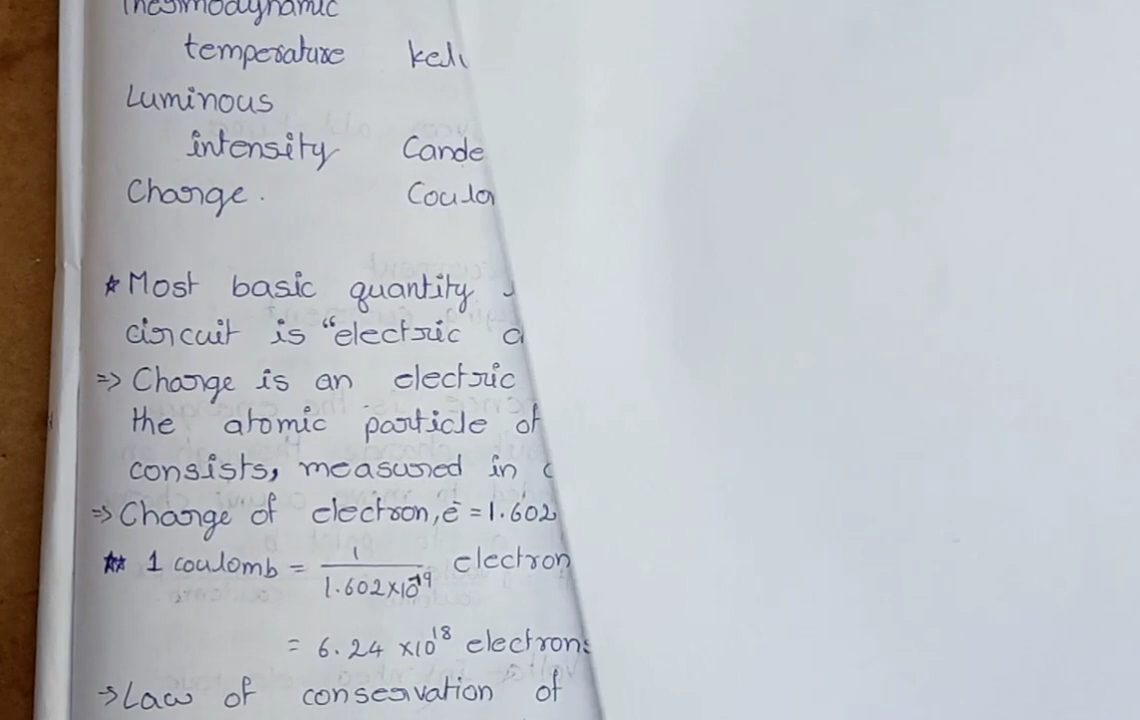 Thermodynamic
temperature
Luminous
intensity Cande
Charge. Coulo
* Most basic quantity
circuit is "electric
=> Charge is an electric
the atomic particle of
consists, measured in
=> Charge of electron, e⁻ = 1.602
** 1 coulomb = 1 / 1.602×10⁻¹⁹ electron
= 6.24 ×10¹⁸ electrons
→ Law of conservation of